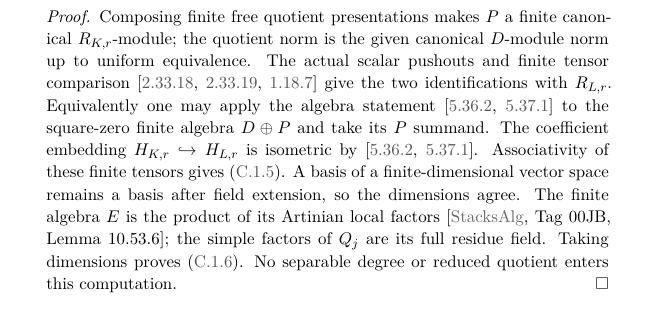 Proof. Composing finite free quotient presentations makes P a finite canon-
ical R_{K,r}-module; the quotient norm is the given canonical D-module norm
up to uniform equivalence. The actual scalar pushouts and finite tensor
comparison [2.33.18, 2.33.19, 1.18.7] give the two identifications with R_{L,r}.
Equivalently one may apply the algebra statement [5.36.2, 5.37.1] to the
square-zero finite algebra D ⊕ P and take its P summand. The coefficient
embedding H_{K,r} ↪ H_{L,r} is isometric by [5.36.2, 5.37.1]. Associativity of
these finite tensors gives (C.1.5). A basis of a finite-dimensional vector space
remains a basis after field extension, so the dimensions agree. The finite
algebra E is the product of its Artinian local factors [StacksAlg, Tag 00JB,
Lemma 10.53.6]; the simple factors of Q_j are its full residue field. Taking
dimensions proves (C.1.6). No separable degree or reduced quotient enters
this computation. □